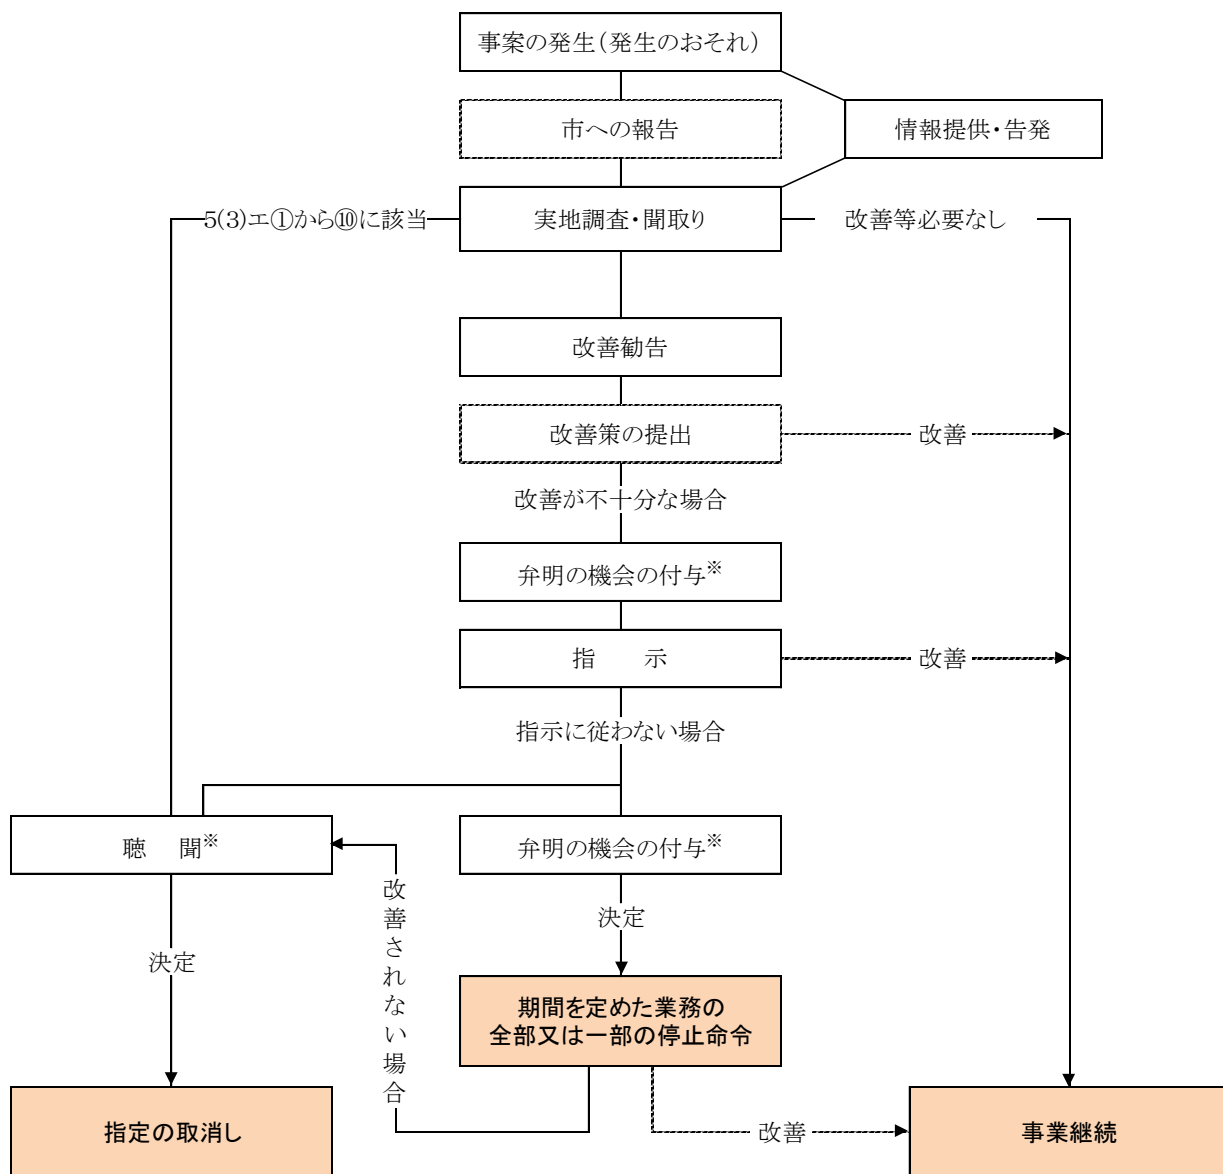 事案の発生(発生のおそれ)
市への報告
情報提供・告発
5(3)エ①から⑩に該当
実地調査・聞取り
改善等必要なし
改善勧告
改善策の提出
改善
改善が不十分な場合
弁明の機会の付与※
指　　示
改善
指示に従わない場合
聴　聞※
弁明の機会の付与※
改善されない場合
決定
決定
期間を定めた業務の
全部又は一部の停止命令
指定の取消し
改善
事業継続